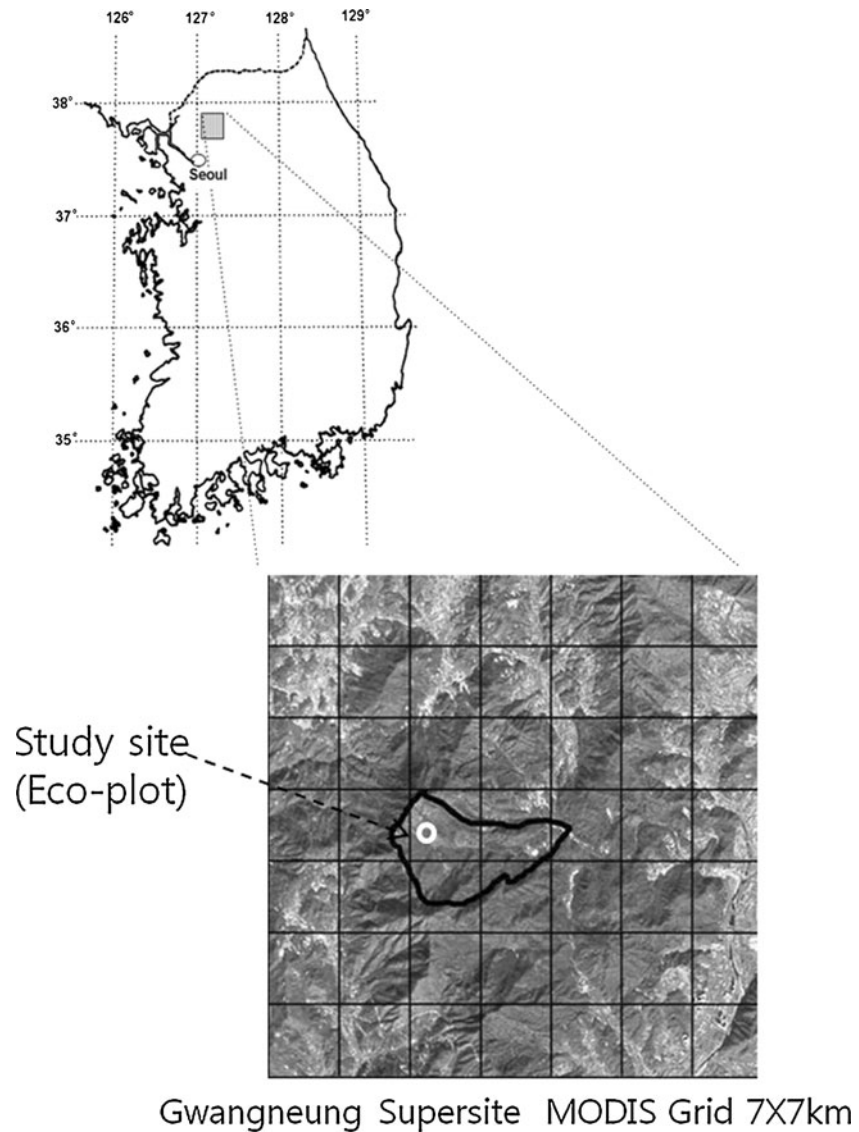 126° 127° 128° 129°
38°
Seoul
37°
36°
35°
Study site
(Eco-plot)
Gwangneung Supersite MODIS Grid 7X7km